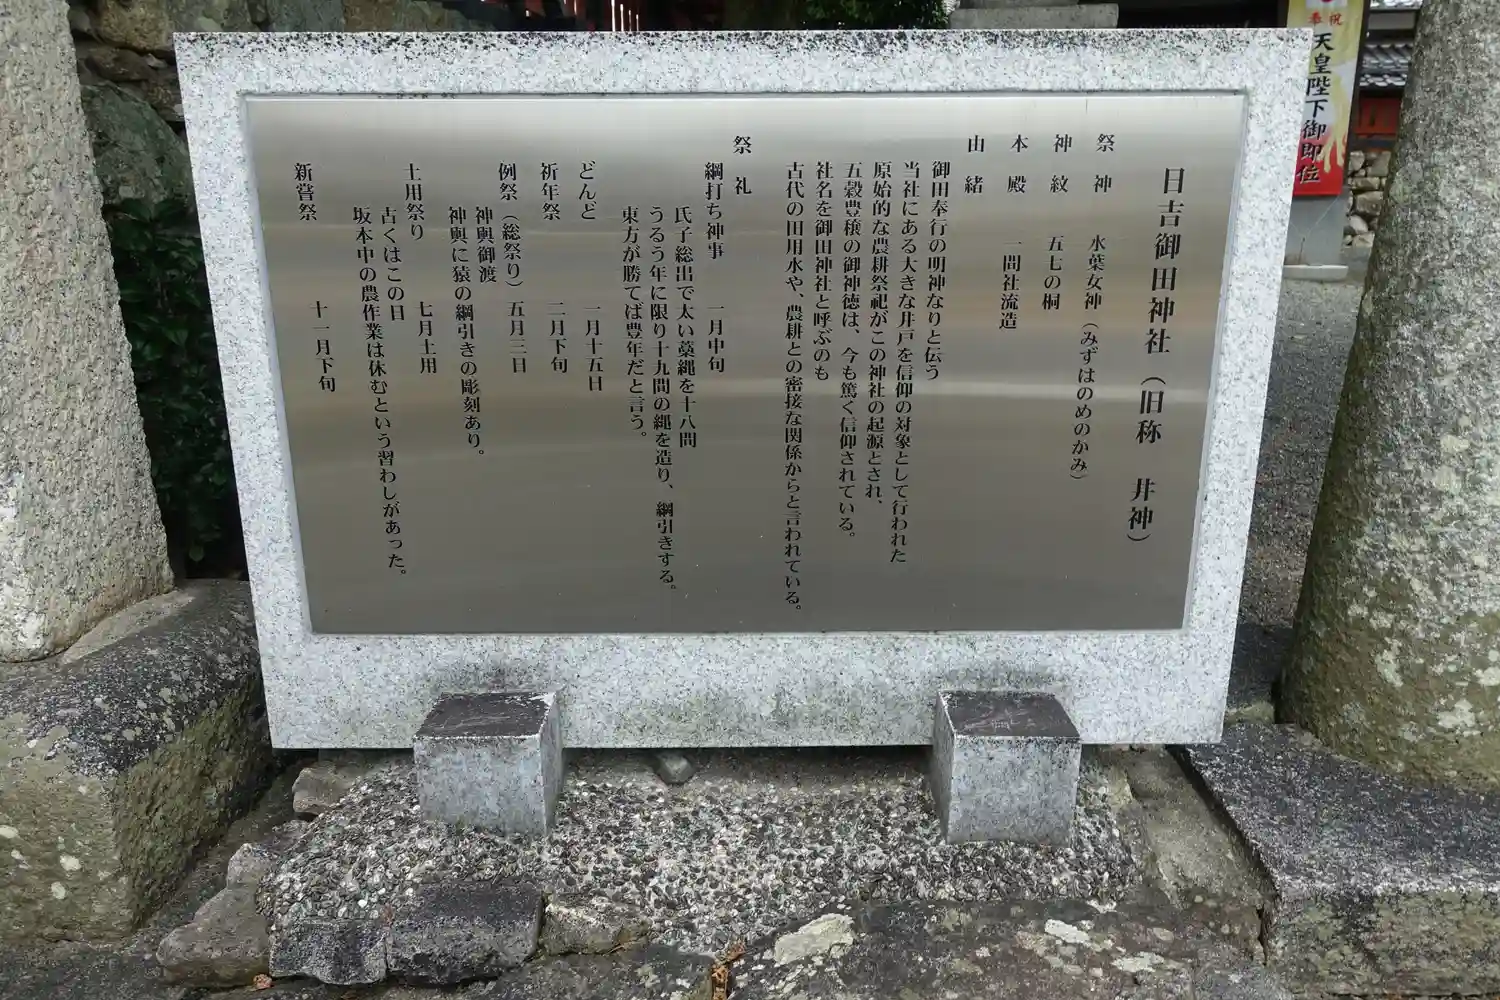 日吉御田神社（旧称　井神）
祭神　水葉女神（みずはのめのかみ）
神紋　五七の桐
本殿　一間社流造
由緒
御田奉行の明神なりと伝う
当社にある大きな井戸を信仰の対象として行われた
原始的な農耕祭祀がこの神社の起源とされ、
五穀豊穣の御神徳は、今も篤く信仰されている。
社名を御田神社と呼ぶのも
古代の田用水や、農耕との密接な関係からと言われている。
祭礼
綱打ち神事　一月中旬
氏子総出で太い藁縄を十八間
うるう年に限り十九間の縄を造り、綱引きする。
東方が勝てば豊年だと言う。
どんど　一月十五日
祈年祭　二月下旬
例祭（総祭り）五月三日
神輿御渡
神輿に猿の綱引きの彫刻あり。
土用祭り　七月土用
古くはこの日
坂本中の農作業は休むという習わしがあった。
新嘗祭　十一月下旬
奉祝
天皇陛下御即位